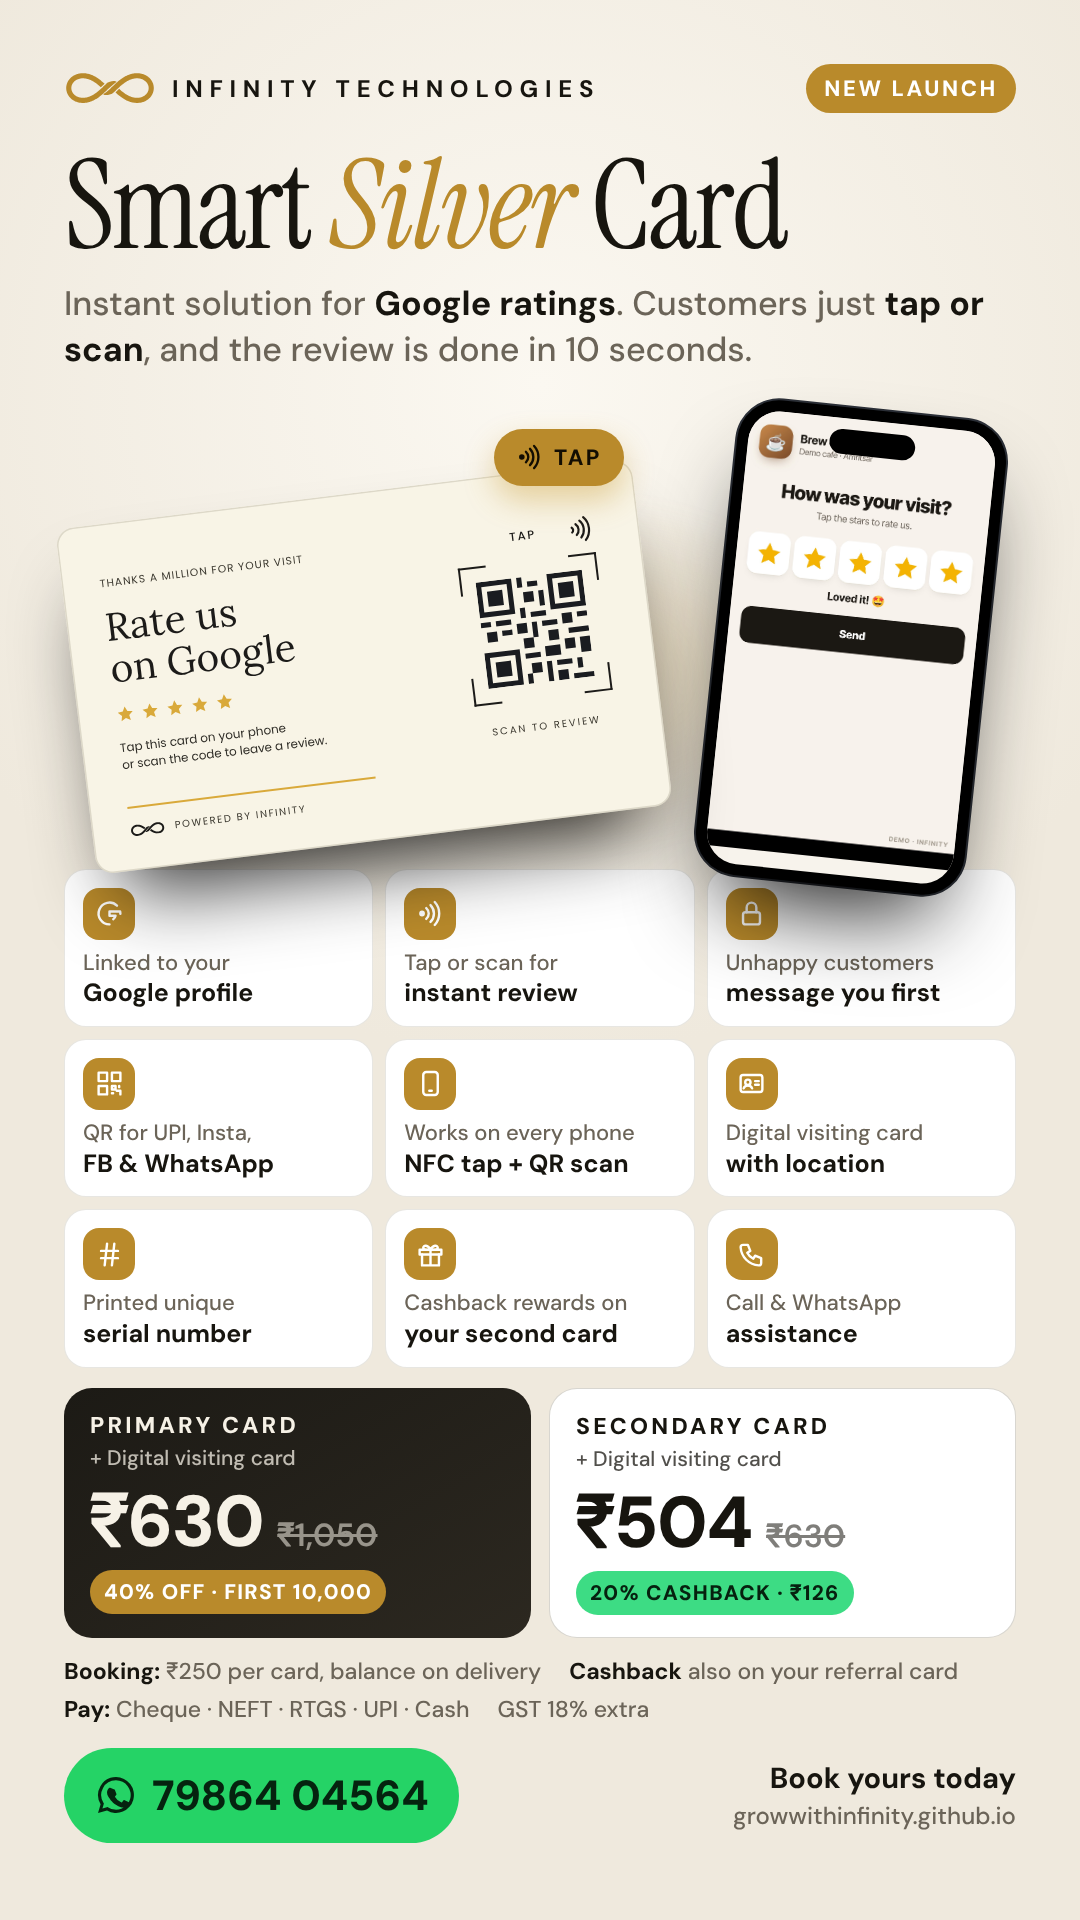 INFINITY TECHNOLOGIES
NEW LAUNCH
Smart Silver Card
Instant solution for Google ratings. Customers just tap or
scan, and the review is done in 10 seconds.
TAP
THANKS A MILLION FOR YOUR VISIT
Rate us
on Google
Tap this card on your phone
or scan the code to leave a review.
POWERED BY INFINITY
TAP
SCAN TO REVIEW
Brew
Demo cafe · Amritsar
How was your visit?
Tap the stars to rate us.
Loved it! 🤩
Send
DEMO · INFINITY
Linked to your
Google profile
Tap or scan for
instant review
Unhappy customers
message you first
QR for UPI, Insta,
FB & WhatsApp
Works on every phone
NFC tap + QR scan
Digital visiting card
with location
Printed unique
serial number
Cashback rewards on
your second card
Call & WhatsApp
assistance
PRIMARY CARD
+ Digital visiting card
₹630 ₹1,050
40% OFF · FIRST 10,000
SECONDARY CARD
+ Digital visiting card
₹504 ₹630
20% CASHBACK · ₹126
Booking: ₹250 per card, balance on delivery Cashback also on your referral card
Pay: Cheque · NEFT · RTGS · UPI · Cash GST 18% extra
79864 04564
Book yours today
growwithinfinity.github.io